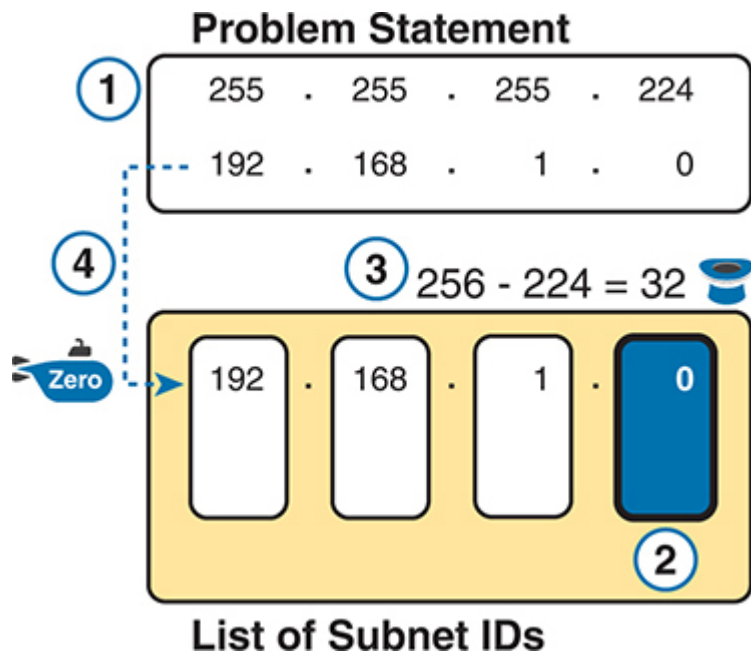 Problem Statement
1 255 . 255 . 255 . 224
192 . 168 . 1 . 0
4
3 256 - 224 = 32
Zero 192 . 168 . 1 . 0
2
List of Subnet IDs